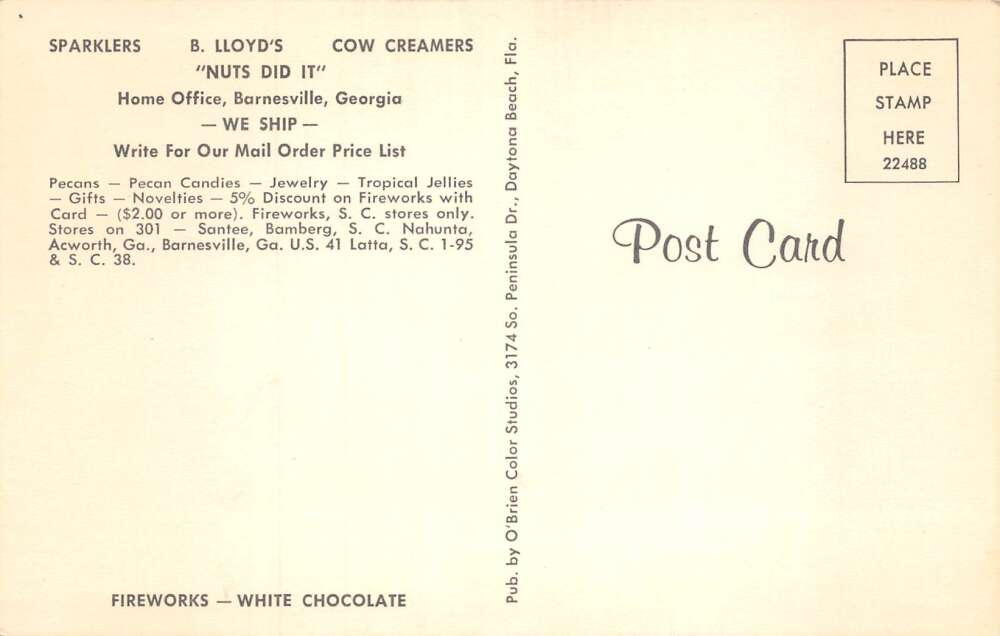 SPARKLERS B. LLOYD'S COW CREAMERS
"NUTS DID IT"
Home Office, Barnesville, Georgia
— WE SHIP —
Write For Our Mail Order Price List
Pecans — Pecan Candies — Jewelry — Tropical Jellies
— Gifts — Novelties — 5% Discount on Fireworks with
Card — ($2.00 or more). Fireworks, S. C. stores only.
Stores on 301 — Santee, Bamberg, S. C. Nahunta,
Acworth, Ga., Barnesville, Ga. U.S. 41 Latta, S. C. 1-95
& S. C. 38.
FIREWORKS — WHITE CHOCOLATE
Pub. by O'Brien Color Studios, 3174 So. Peninsula Dr., Daytona Beach, Fla.
Post Card
PLACE
STAMP
HERE
22488